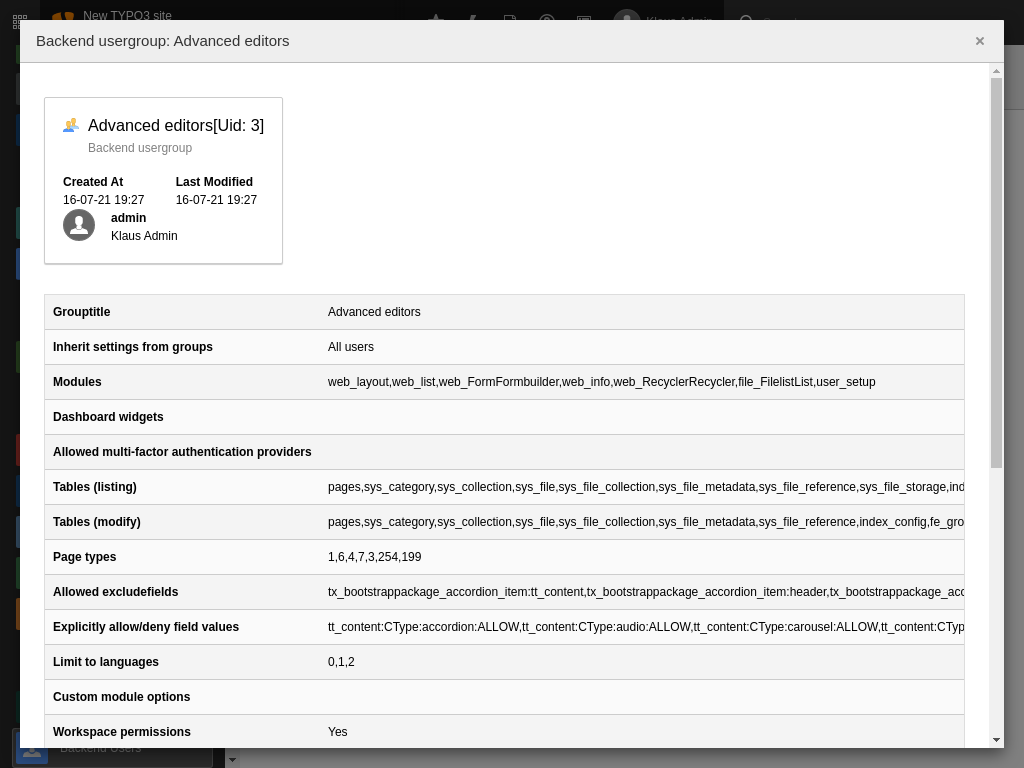 New TYPO3 site
Klaus Admin
Backend usergroup: Advanced editors
×
Advanced editors[Uid: 3]
Backend usergroup
Created At
Last Modified
16-07-21 19:27
16-07-21 19:27
admin
Klaus Admin
Grouptitle
Advanced editors
Inherit settings from groups
All users
Modules
web_layout,web_list,web_FormFormbuilder,web_info,web_RecyclerRecycler,file_FilelistList,user_setup
Dashboard widgets
Allowed multi-factor authentication providers
Tables (listing)
pages,sys_category,sys_collection,sys_file,sys_file_collection,sys_file_metadata,sys_file_reference,sys_file_storage,ind
Tables (modify)
pages,sys_category,sys_collection,sys_file,sys_file_collection,sys_file_metadata,sys_file_reference,index_config,fe_gro
Page types
1,6,4,7,3,254,199
Allowed excludefields
tx_bootstrappackage_accordion_item:tt_content,tx_bootstrappackage_accordion_item:header,tx_bootstrappackage_acc
Explicitly allow/deny field values
tt_content:CType:accordion:ALLOW,tt_content:CType:audio:ALLOW,tt_content:CType:carousel:ALLOW,tt_content:CTyp
Limit to languages
0,1,2
Custom module options
Workspace permissions
Yes
Backend Users